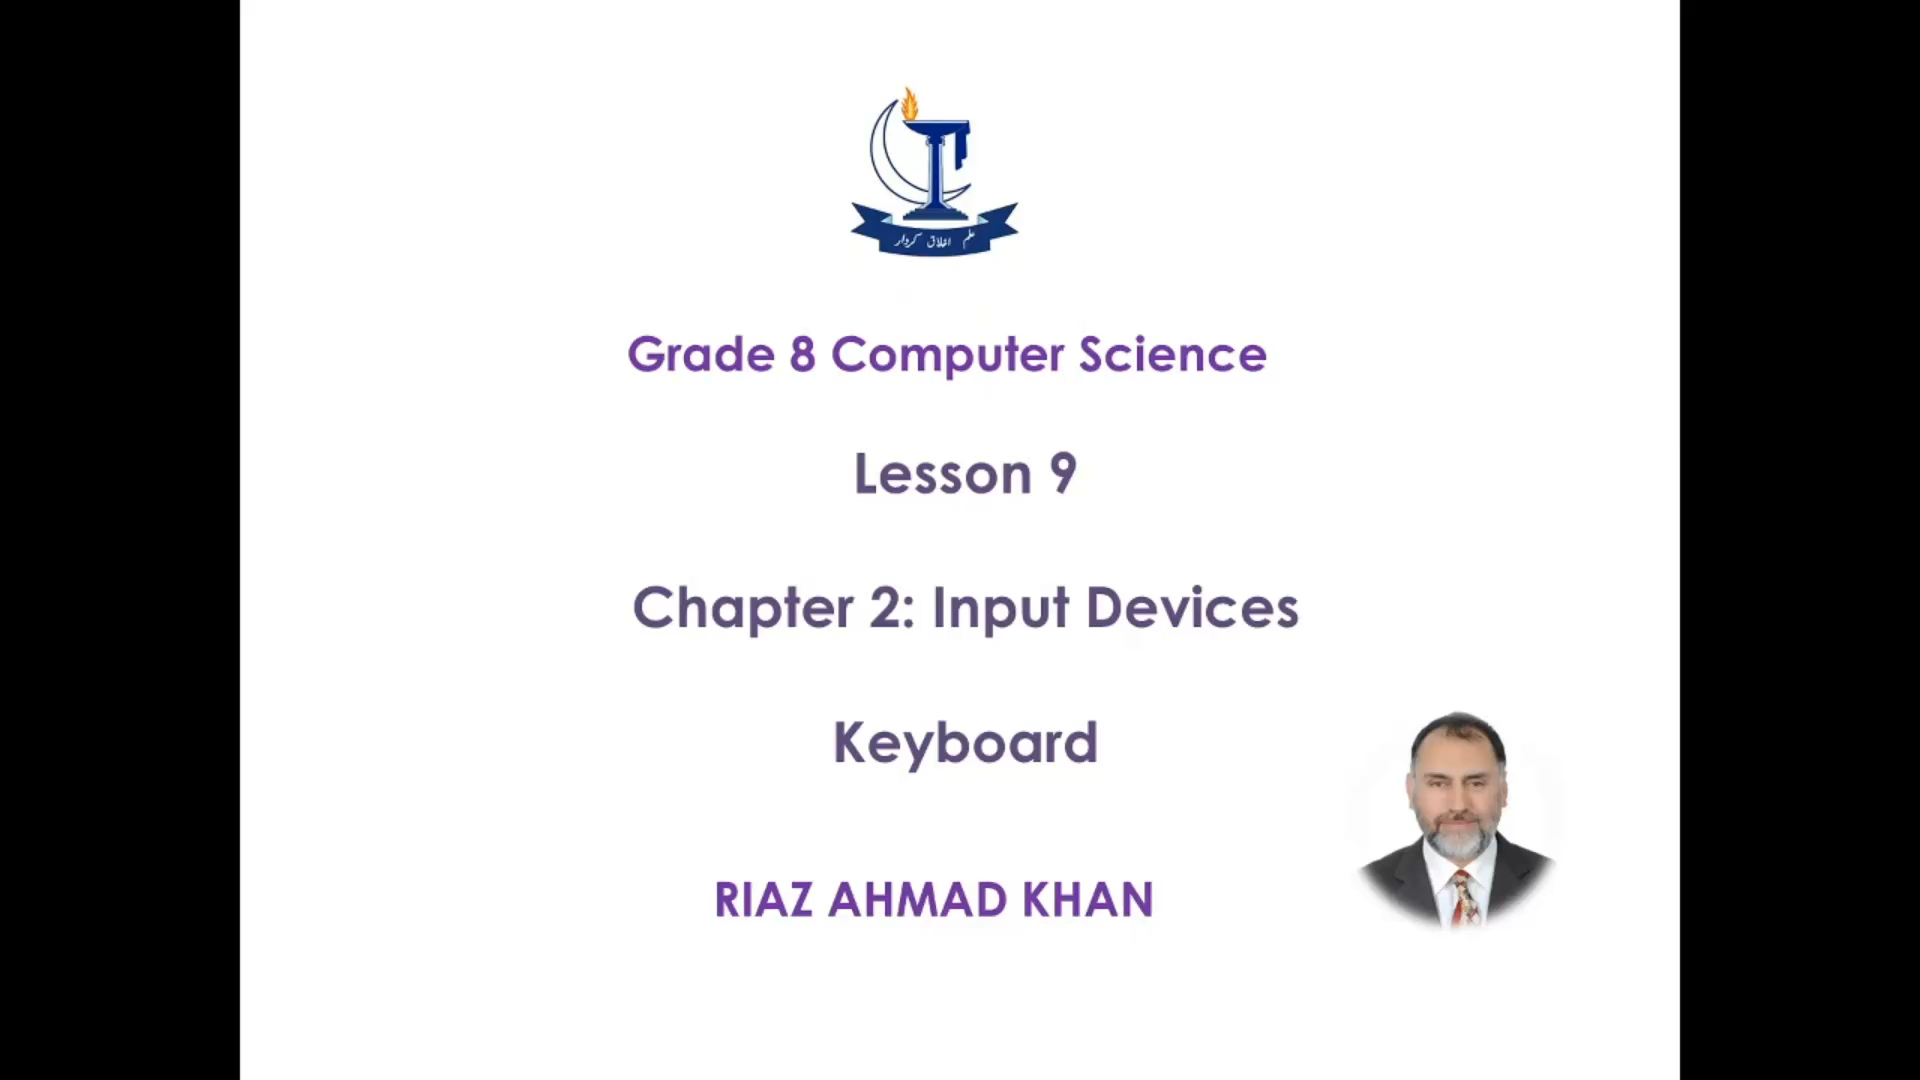 علم اخلاق کردار
Grade 8 Computer Science
Lesson 9
Chapter 2: Input Devices
Keyboard
RIAZ AHMAD KHAN